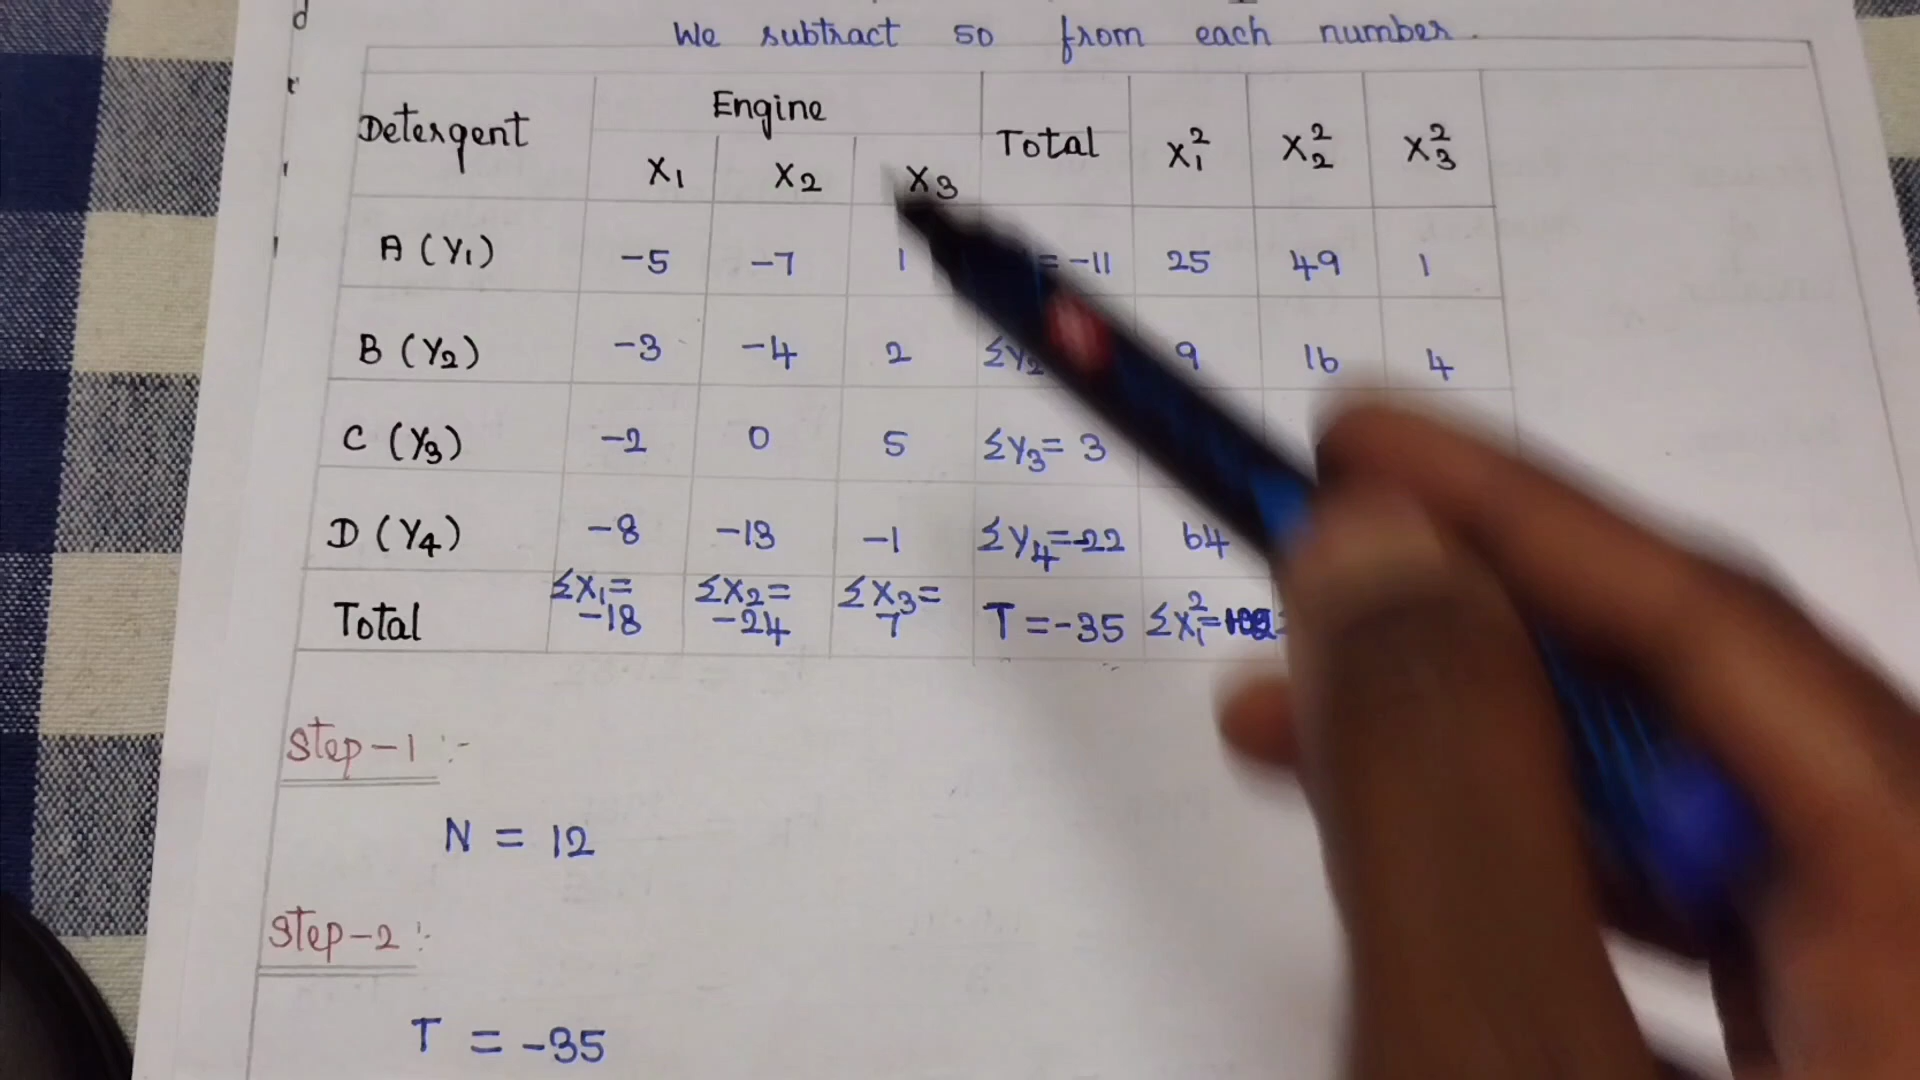 We subtract 50 from each number.
Detergent Engine Total X₁² X₂² X₃²
X₁ X₂ X₃
A (Y₁) -5 -7 1 = -11 25 49 1
B (Y₂) -3 -4 2 ΣY₂ 9 16 4
C (Y₃) -2 0 5 ΣY₃= 3
D (Y₄) -8 -13 -1 ΣY₄=-22 64
Total ΣX₁= -18 ΣX₂= -24 ΣX₃= 7 T = -35 ΣX₁²=
Step-1 :-
N = 12
Step-2 :-
T = -35